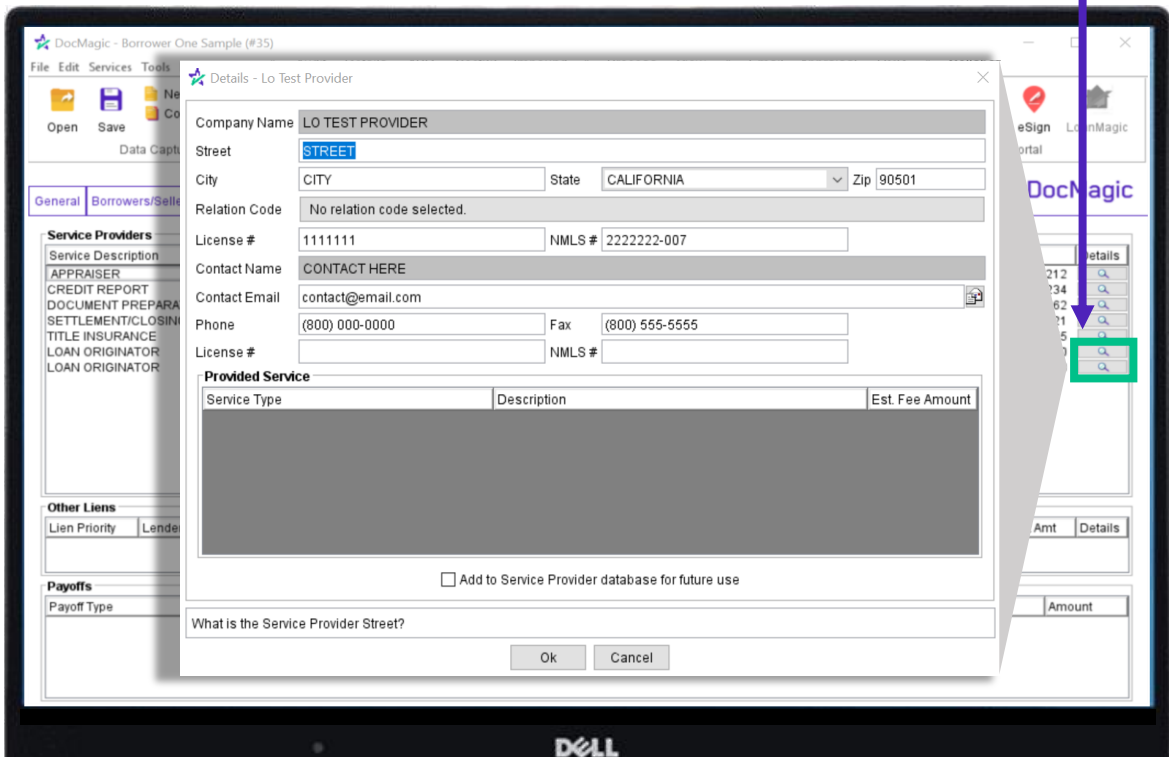 DocMagic - Borrower One Sample (#35)
File Edit Services Tools
Open Save Ne
Co
Data Captu
eSign LoanMagic
ortal
General Borrowers/Selle
DocMagic
Service Providers
Service Description
Details
APPRAISER 212
CREDIT REPORT 234
DOCUMENT PREPARA 62
SETTLEMENT/CLOSING 21
TITLE INSURANCE 5
LOAN ORIGINATOR
LOAN ORIGINATOR
Other Liens
Lien Priority Lende Amt Details
Payoffs
Payoff Type Amount
Details - Lo Test Provider
Company Name LO TEST PROVIDER
Street STREET
City CITY State CALIFORNIA Zip 90501
Relation Code No relation code selected.
License # 1111111 NMLS # 2222222-007
Contact Name CONTACT HERE
Contact Email contact@email.com
Phone (800) 000-0000 Fax (800) 555-5555
License # NMLS #
Provided Service
Service Type Description Est. Fee Amount
Add to Service Provider database for future use
What is the Service Provider Street?
Ok Cancel
DELL